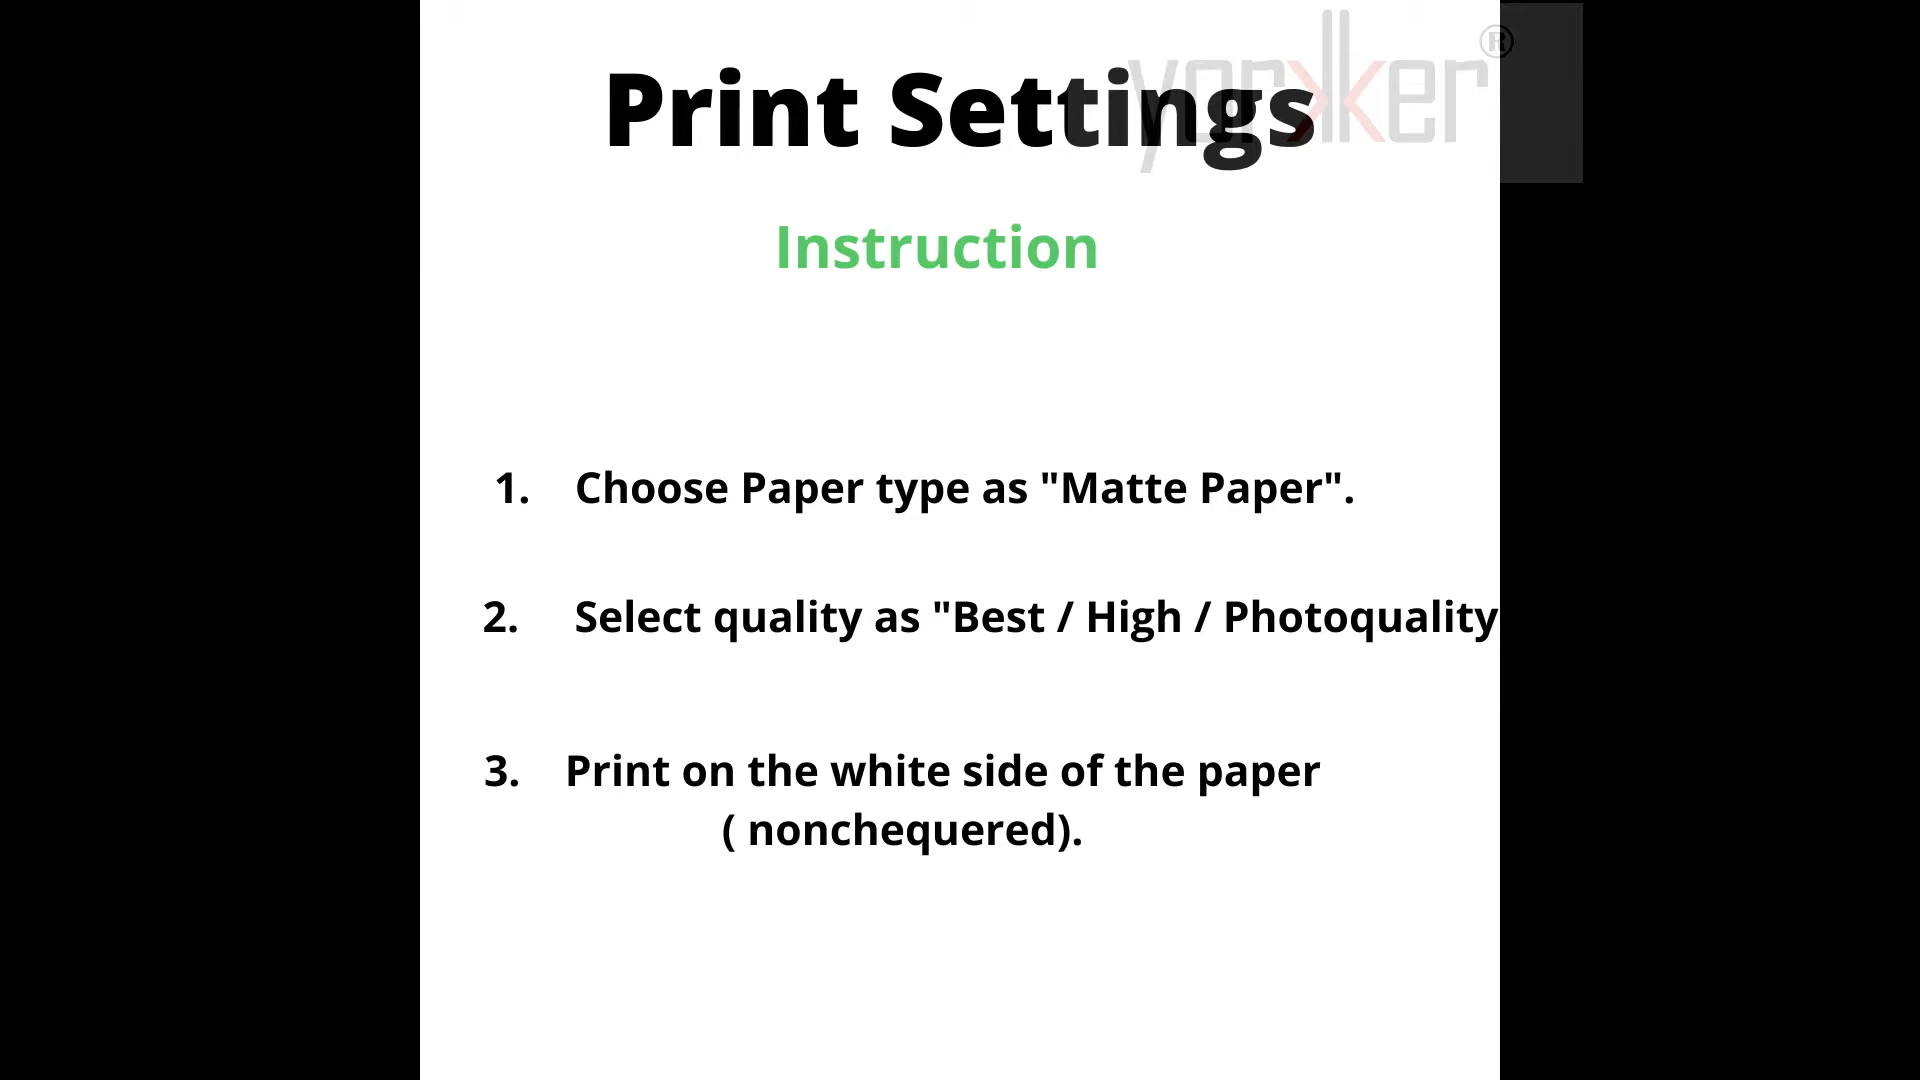 yorkker®
Print Settings
Instruction
1. Choose Paper type as "Matte Paper".
2. Select quality as "Best / High / Photoquality
3. Print on the white side of the paper
( nonchequered).